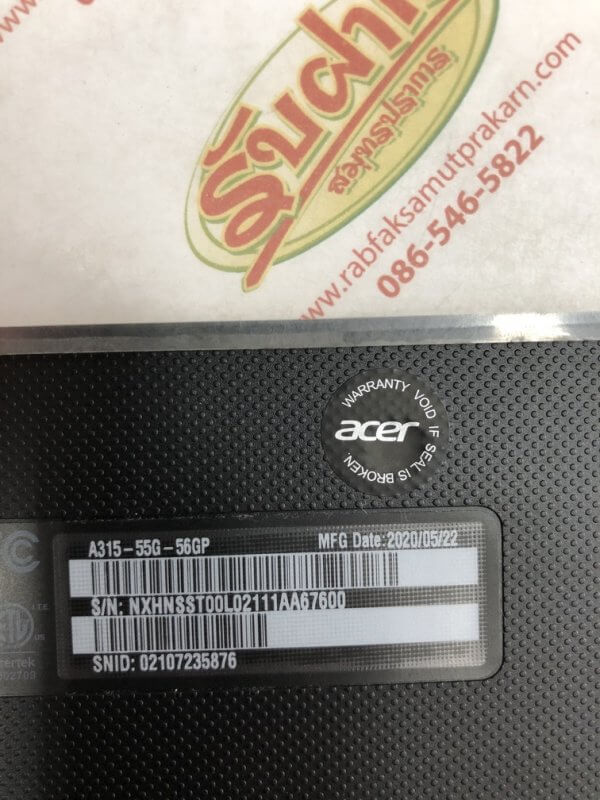 รับฝาก
สมุทรปราการ
www.rabfaksamutprakarn.com
086-546-5822
WARRANTY VOID IF SEAL IS BROKEN.
acer
A315-55G-56GP MFG Date:2020/05/22
S/N: NXHNSST00L02111AA67600
SNID: 02107235876
I.T.E.
US